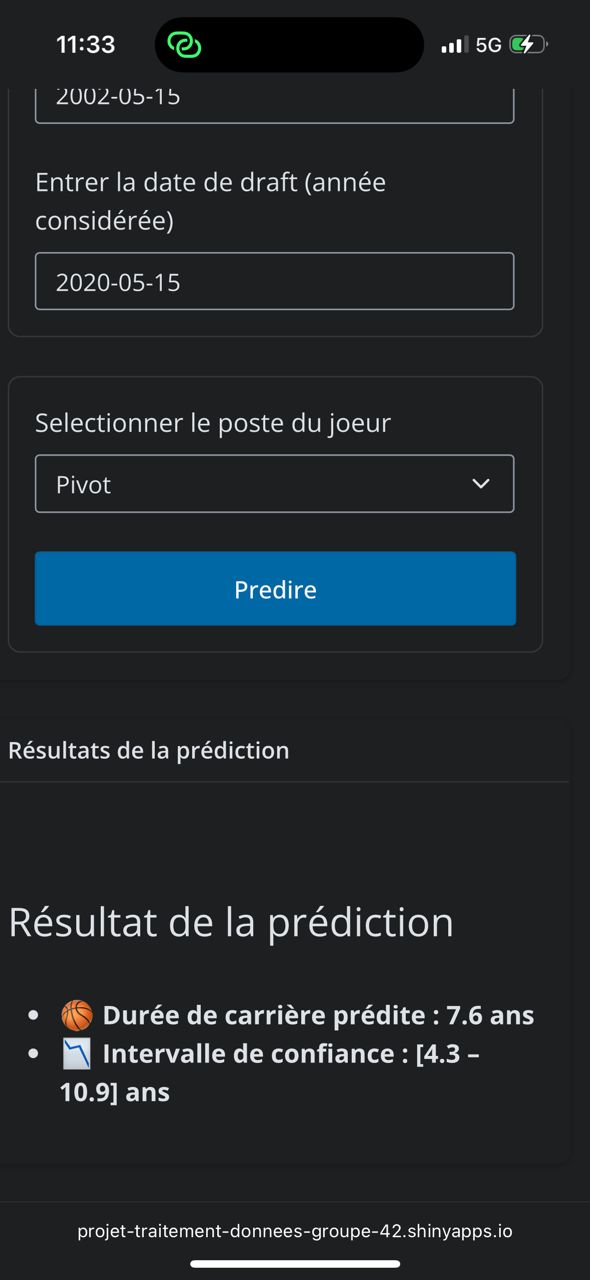 11:33
5G
2002-05-15
Entrer la date de draft (année
considérée)
2020-05-15
Selectionner le poste du joeur
Pivot
Predire
Résultats de la prédiction
Résultat de la prédiction
• 🏀 Durée de carrière prédite : 7.6 ans
• 📉 Intervalle de confiance : [4.3 –
10.9] ans
projet-traitement-donnees-groupe-42.shinyapps.io